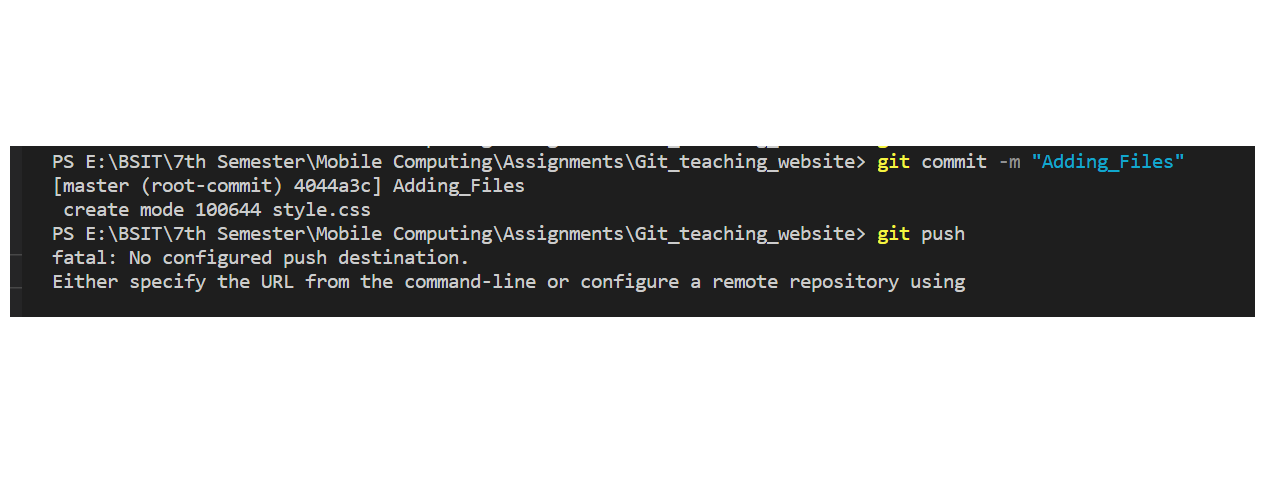 PS E:\BSIT\7th Semester\Mobile Computing\Assignments\Git_teaching_website> git commit -m "Adding_Files"
[master (root-commit) 4044a3c] Adding_Files
 create mode 100644 style.css
PS E:\BSIT\7th Semester\Mobile Computing\Assignments\Git_teaching_website> git push
fatal: No configured push destination.
Either specify the URL from the command-line or configure a remote repository using